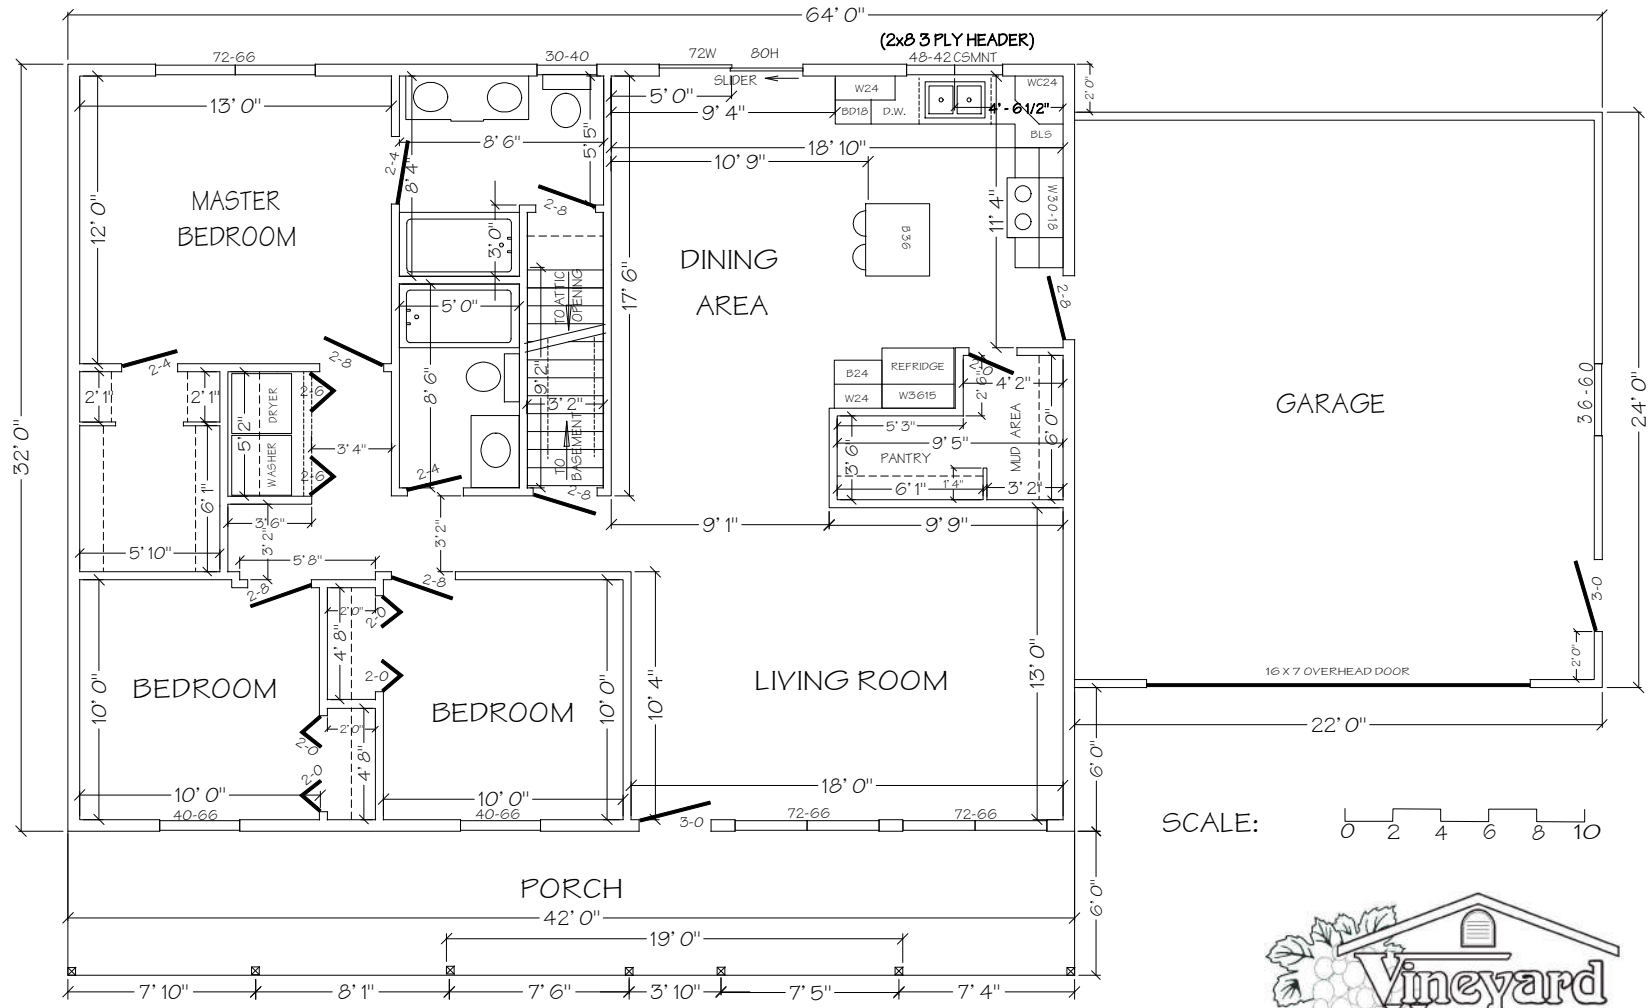 64' 0"
(2x8 3 PLY HEADER)
72-66
30-40
72W
80H
48-42 CSMNT
SLIDER
W24
WC24
2' 0"
13' 0"
5' 0"
9' 4"
BD18
D.W.
4' - 6 1/2"
BLS
8' 6"
5' 5"
18' 10"
10' 9"
2-4
8' 4"
MASTER
BEDROOM
12' 0"
2-8
3' 0"
11' 4"
W30-18
B36
DINING
AREA
17' 6"
TO ATTIC
OPENING
5' 0"
2-8
2-4
2-8
8' 6"
9' 2"
3' 2"
TO
BASEMENT
REFRIDGE
B24
W24
W3615
2' 6"
4' 2"
GARAGE
36-60
24' 0"
32' 0"
2' 1"
2' 1"
DRYER
WASHER
5' 2"
2-6
2-6
3' 4"
5' 3"
9' 5"
MUD AREA
6' 0"
3' 6"
PANTRY
6' 1"
1' 4"
3' 2"
2-4
2-8
6' 1"
3' 6"
3' 2"
3' 2"
9' 1"
9' 9"
5' 10"
5' 8"
2-8
2-8
3-0
2' 0"
2-0
4' 8"
2-0
10' 0"
BEDROOM
BEDROOM
10' 0"
10' 4"
LIVING ROOM
13' 0"
16 X 7 OVERHEAD DOOR
2' 0"
22' 0"
2' 0"
2-0
2-0
4' 8"
6' 0"
10' 0"
10' 0"
18' 0"
40-66
40-66
3-0
72-66
72-66
SCALE:
0 2 4 6 8 10
PORCH
42' 0"
6' 0"
19' 0"
7' 10"
8' 1"
7' 6"
3' 10"
7' 5"
7' 4"
Vineyard